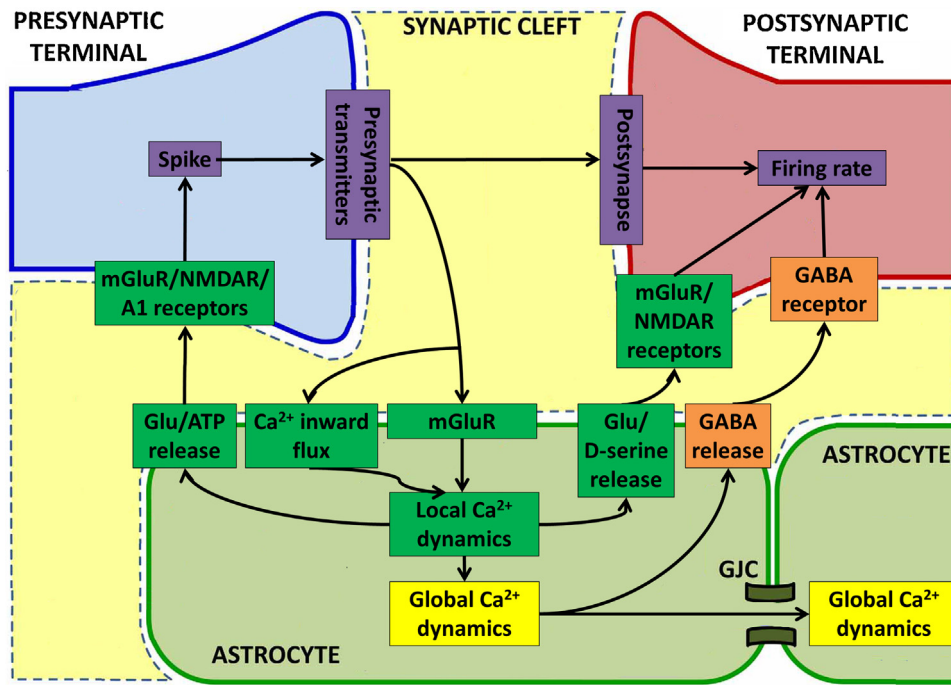 PRESYNAPTIC
TERMINAL
SYNAPTIC CLEFT
POSTSYNAPTIC
TERMINAL
Spike
Presynaptic
transmitters
Postsynapse
Firing rate
mGluR/NMDAR/
A1 receptors
mGluR/
NMDAR
receptors
GABA
receptor
Glu/ATP
release
Ca²⁺ inward
flux
mGluR
Glu/
D-serine
release
GABA
release
ASTROCYTE
Local Ca²⁺
dynamics
GJC
Global Ca²⁺
dynamics
Global Ca²⁺
dynamics
ASTROCYTE